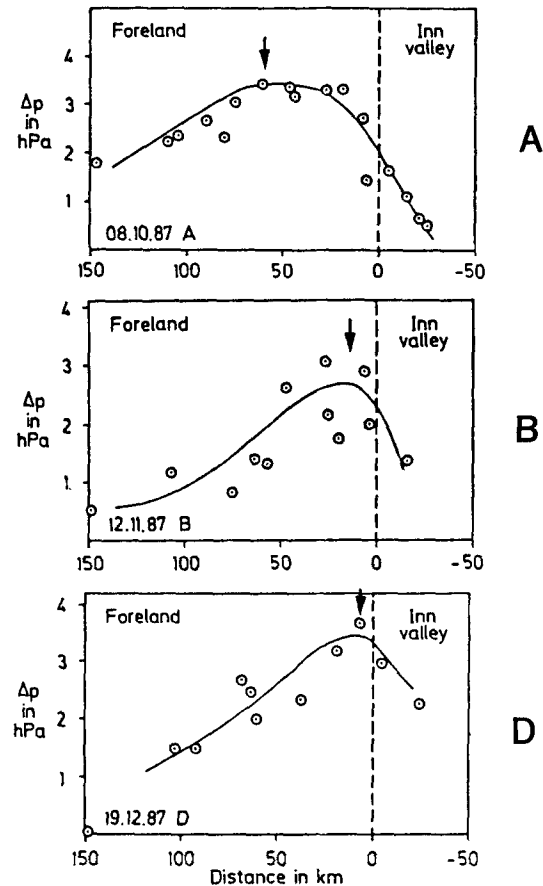 Foreland
Inn
valley
4
Δp
in
hPa
3
2
1
08.10.87 A
150
100
50
0
-50
A
Foreland
Inn
valley
4
3
Δp
in
hPa
2
1.
12.11.87 B
150
100
50
0
-50
B
Foreland
Inn
valley
4
3
Δp
in
hPa
2
1
19.12.87 D
150
100
50
0
-50
Distance in km
D